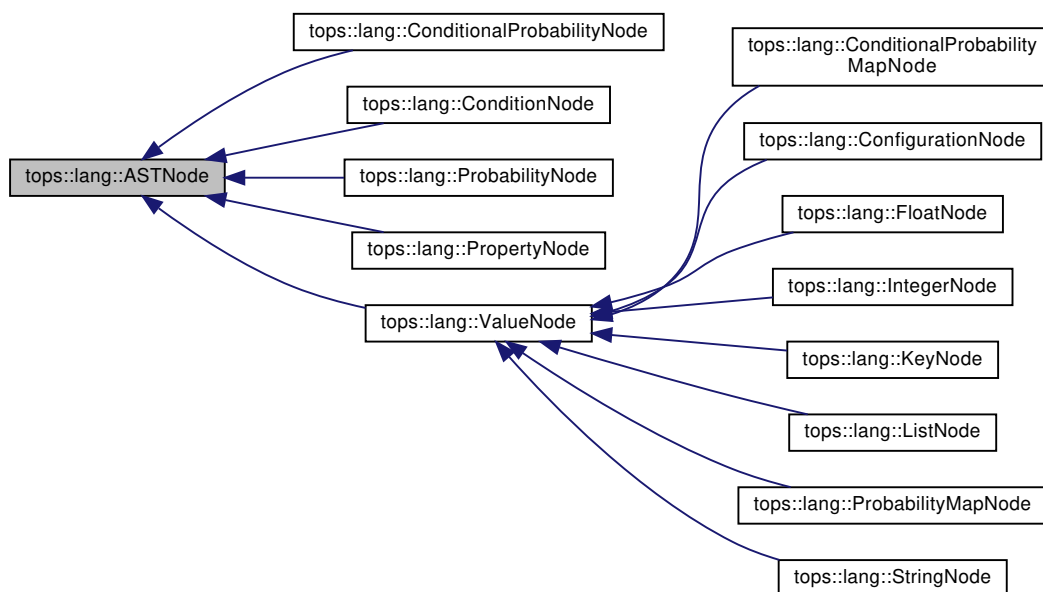 tops::lang::ASTNode
tops::lang::ConditionalProbabilityNode
tops::lang::ConditionNode
tops::lang::ProbabilityNode
tops::lang::PropertyNode
tops::lang::ValueNode
tops::lang::ConditionalProbability
MapNode
tops::lang::ConfigurationNode
tops::lang::FloatNode
tops::lang::IntegerNode
tops::lang::KeyNode
tops::lang::ListNode
tops::lang::ProbabilityMapNode
tops::lang::StringNode